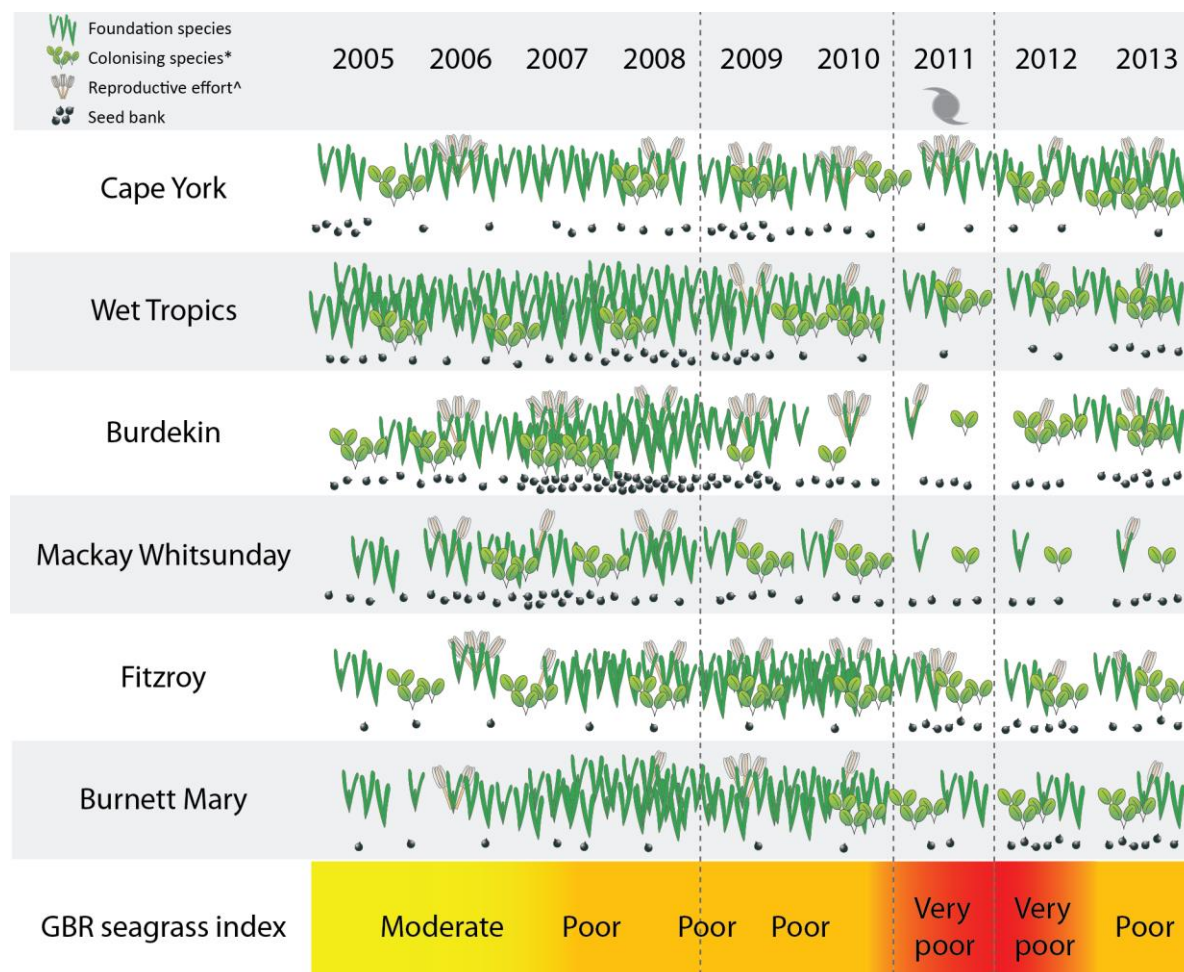 Foundation species
Colonising species*
Reproductive effort^
Seed bank
2005 2006 2007 2008 2009 2010 2011 2012 2013
Cape York
Wet Tropics
Burdekin
Mackay Whitsunday
Fitzroy
Burnett Mary
GBR seagrass index
Moderate Poor Poor Poor Very poor Very poor Poor